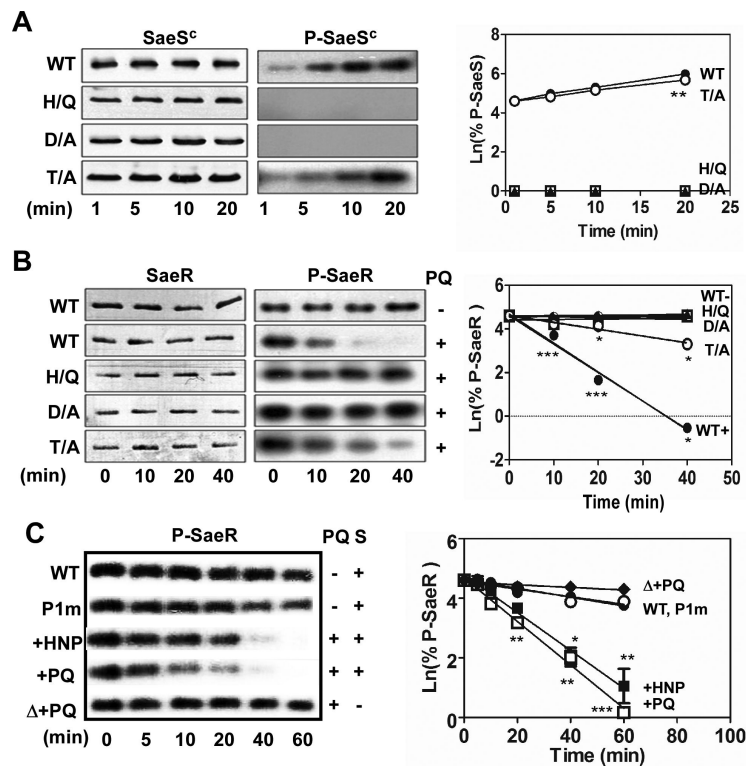 A
SaeSᶜ P-SaeSᶜ
WT
H/Q
D/A
T/A
(min) 1 5 10 20 1 5 10 20
Ln(% P-SaeS)
8
6
4
2
0
WT
T/A
**
H/Q
D/A
0 5 10 15 20 25
Time (min)
B
SaeR P-SaeR PQ
WT -
WT +
H/Q +
D/A +
T/A +
(min) 0 10 20 40 0 10 20 40
Ln(% P-SaeR )
6
4
2
0
-2
WT-
H/Q
D/A
T/A
WT+
***
*
***
*
*
0 10 20 30 40 50
Time (min)
C
P-SaeR PQ S
WT - +
P1m - +
+HNP + +
+PQ + +
Δ+PQ + -
(min) 0 5 10 20 40 60
Ln(% P-SaeR)
6
4
2
0
Δ+PQ
WT, P1m
+HNP
+PQ
**
*
**
**
***
0 20 40 60 80 100
Time (min)